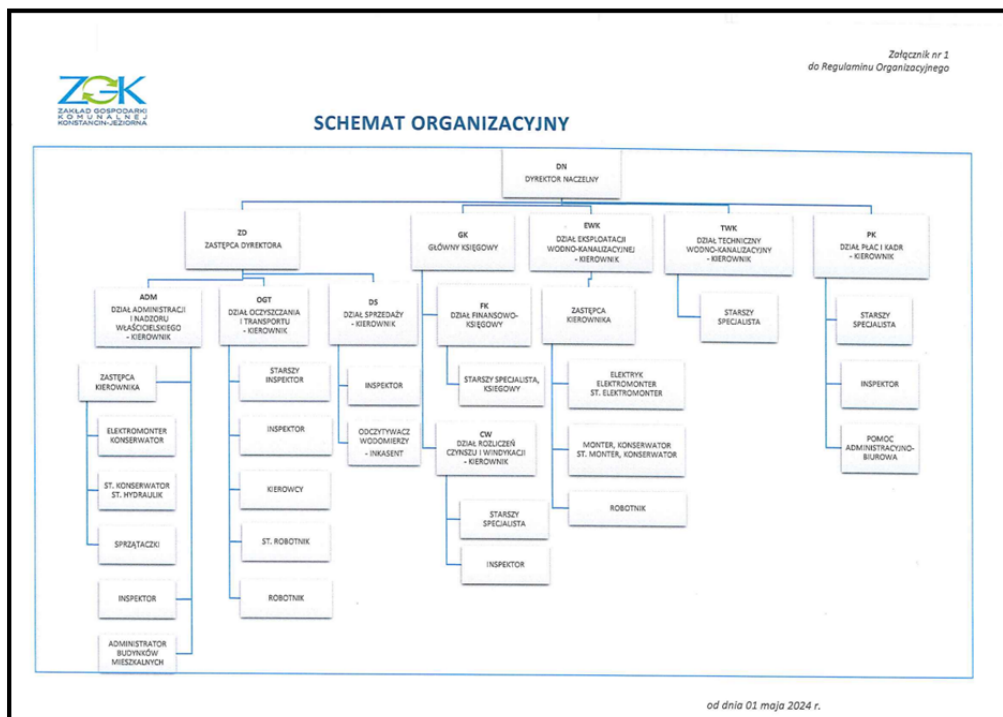 Załącznik nr 1
do Regulaminu Organizacyjnego
ZGK
ZAKŁAD GOSPODARKI
KOMUNALNEJ
KONSTANCIN-JEZIORNA
SCHEMAT ORGANIZACYJNY
DN
DYREKTOR NACZELNY
ZD
ZASTĘPCA DYREKTORA
GK
GŁÓWNY KSIĘGOWY
EWK
DZIAŁ EKSPLOATACJI
WODNO-KANALIZACYJNEJ
- KIEROWNIK
TWK
DZIAŁ TECHNICZNY
WODNO-KANALIZACYJNY
- KIEROWNIK
PK
DZIAŁ PŁAC I KADR
- KIEROWNIK
ADM
DZIAŁ ADMINISTRACJI
I NADZORU
WŁAŚCICIELSKIEGO
- KIEROWNIK
OGT
DZIAŁ OCZYSZCZANIA
I TRANSPORTU
- KIEROWNIK
DS
DZIAŁ SPRZEDAŻY
- KIEROWNIK
FK
DZIAŁ FINANSOWO-
KSIĘGOWY
ZASTĘPCA
KIEROWNIKA
STARSZY
SPECJALISTA
STARSZY
SPECJALISTA
ZASTĘPCA
KIEROWNIKA
STARSZY
INSPEKTOR
INSPEKTOR
STARSZY SPECJALISTA,
KSIEGOWY
ELEKTRYK
ELEKTROMONTER
ST. ELEKTROMONTER
INSPEKTOR
ELEKTROMONTER
KONSERWATOR
INSPEKTOR
ODCZYTYWACZ
WODOMIERZY
- INKASENT
CW
DZIAŁ ROZLICZEŃ
CZYNSZU I WINDYKACJI
- KIEROWNIK
MONTER, KONSERWATOR
ST. MONTER, KONSERWATOR
POMOC
ADMINISTRACYJNO-
BIUROWA
ST. KONSERWATOR
ST. HYDRAULIK
KIEROWCY
STARSZY
SPECJALISTA
ROBOTNIK
SPRZĄTACZKI
ST. ROBOTNIK
INSPEKTOR
INSPEKTOR
ROBOTNIK
ADMINISTRATOR
BUDYNKÓW
MIESZKALNYCH
od dnia 01 maja 2024 r.